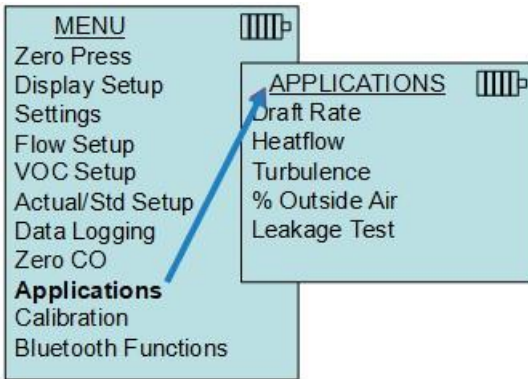 MENU
Zero Press
Display Setup
Settings
Flow Setup
VOC Setup
Actual/Std Setup
Data Logging
Zero CO
Applications
Calibration
Bluetooth Functions
APPLICATIONS
Draft Rate
Heatflow
Turbulence
% Outside Air
Leakage Test